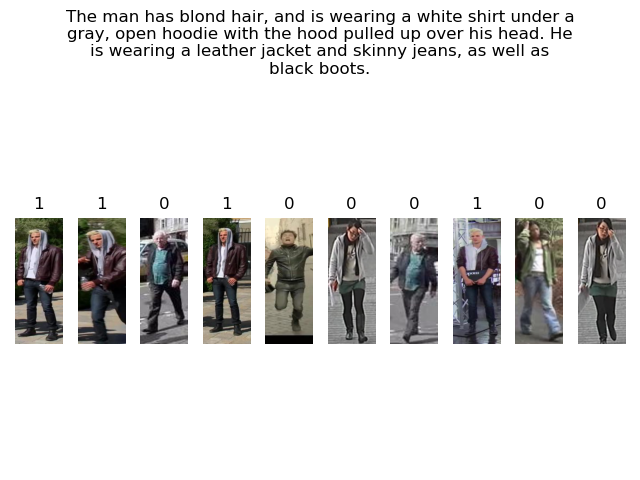 The man has blond hair, and is wearing a white shirt under a
gray, open hoodie with the hood pulled up over his head. He
is wearing a leather jacket and skinny jeans, as well as
black boots.
1 1 0 1 0 0 0 1 0 0